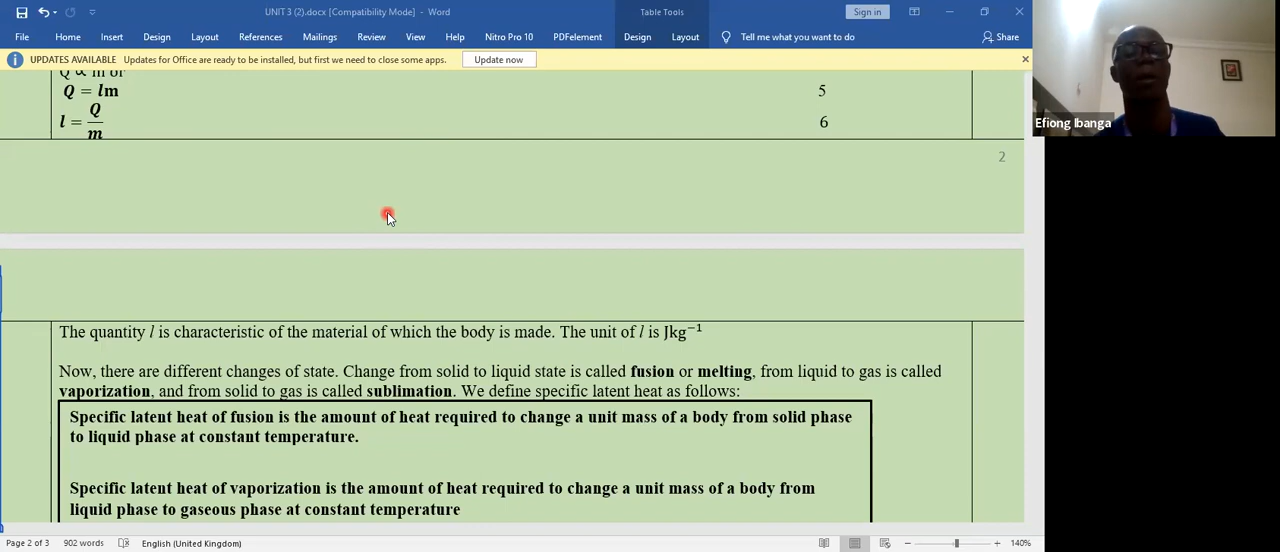 UNIT 3 (2).docx [Compatibility Mode] - Word
Table Tools
Sign in
File Home Insert Design Layout References Mailings Review View Help Nitro Pro 10 PDFelement Design Layout Tell me what you want to do Share
UPDATES AVAILABLE Updates for Office are ready to be installed, but first we need to close some apps. Update now
Q ∝ m or
Q = lm 5
l = Q/m 6
2
The quantity l is characteristic of the material of which the body is made. The unit of l is Jkg⁻¹
Now, there are different changes of state. Change from solid to liquid state is called fusion or melting, from liquid to gas is called
vaporization, and from solid to gas is called sublimation. We define specific latent heat as follows:
Specific latent heat of fusion is the amount of heat required to change a unit mass of a body from solid phase
to liquid phase at constant temperature.
Specific latent heat of vaporization is the amount of heat required to change a unit mass of a body from
liquid phase to gaseous phase at constant temperature
Page 2 of 3 902 words English (United Kingdom) 140%
Efiong Ibanga